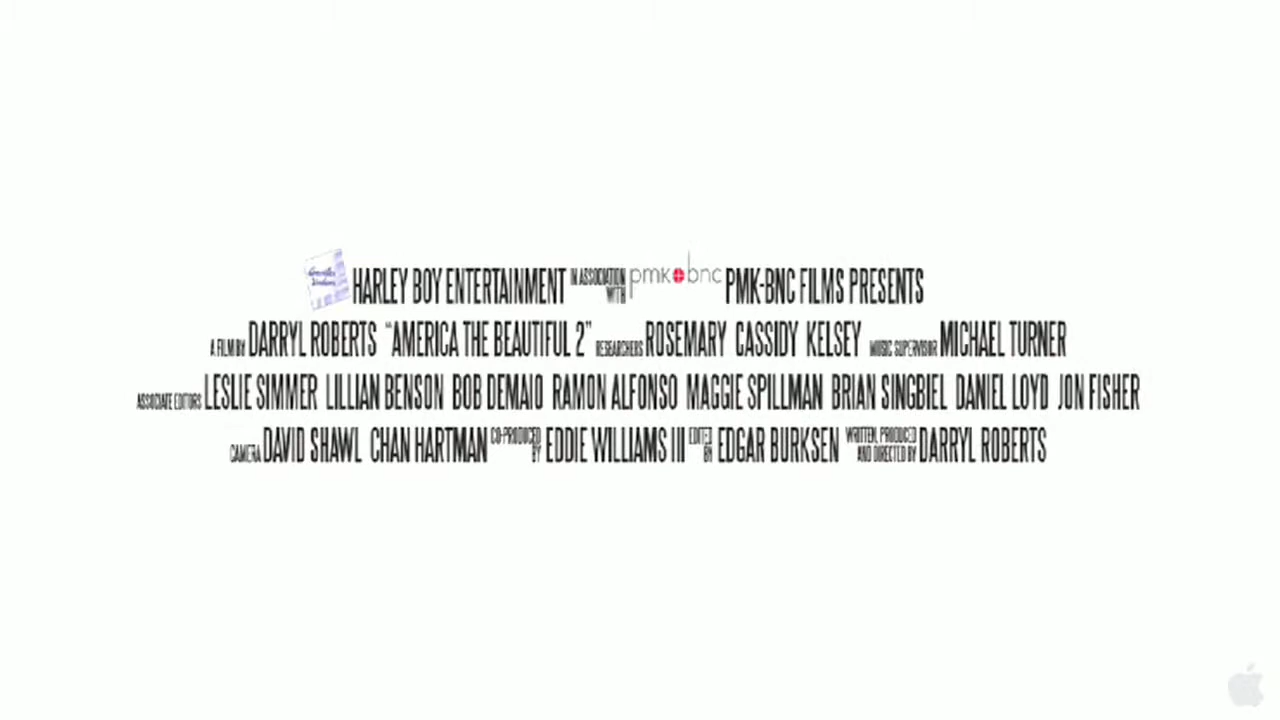 HARLEY BOY ENTERTAINMENT IN ASSOCIATION WITH pmk bnc PMK-BNC FILMS PRESENTS
A FILM BY DARRYL ROBERTS "AMERICA THE BEAUTIFUL 2" RESEARCHERS ROSEMARY CASSIDY KELSEY MUSIC SUPERVISOR MICHAEL TURNER
ASSOCIATE EDITORS LESLIE SIMMER LILLIAN BENSON BOB DEMAIO RAMON ALFONSO MAGGIE SPILLMAN BRIAN SINGBIEL DANIEL LOYD JON FISHER
CAMERA DAVID SHAWL CHAN HARTMAN CO-PRODUCED BY EDDIE WILLIAMS III EDITED BY EDGAR BURKSEN WRITTEN, PRODUCED AND DIRECTED BY DARRYL ROBERTS